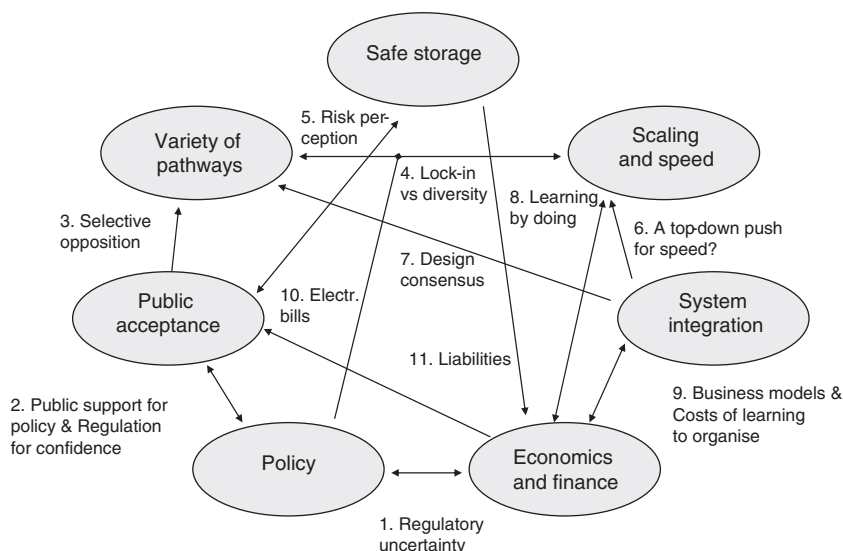 Safe storage
5. Risk per-
ception
Variety of
pathways
Scaling
and speed
4. Lock-in
vs diversity
8. Learning
by doing
3. Selective
opposition
6. A top-down push
for speed?
7. Design
consensus
Public
acceptance
10. Electr.
bills
System
integration
11. Liabilities
2. Public support for
policy & Regulation
for confidence
9. Business models &
Costs of learning
to organise
Policy
Economics
and finance
1. Regulatory
uncertainty